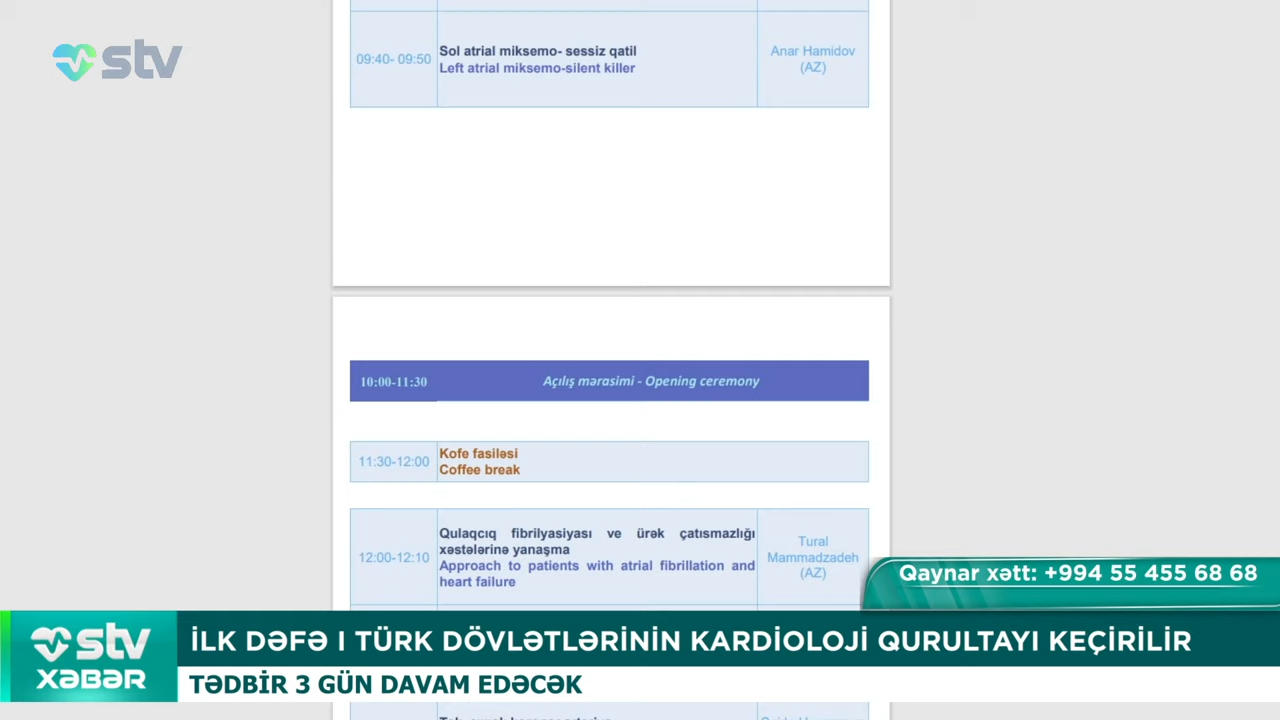 stv
09:40- 09:50
Sol atrial miksemo- sessiz qatil
Left atrial miksemo-silent killer
Anar Hamidov
(AZ)
10:00-11:30
Açılış mərasimi - Opening ceremony
11:30-12:00
Kofe fasiləsi
Coffee break
12:00-12:10
Qulaqcıq fibrilyasiyası ve ürək çatısmazlığı
xəstələrinə yanaşma
Approach to patients with atrial fibrillation and
heart failure
Tural
Mammadzadeh
(AZ)
Qaynar xətt: +994 55 455 68 68
stv
XƏBƏR
İLK DƏFƏ I TÜRK DÖVLƏTLƏRİNİN KARDİOLOJİ QURULTAYI KEÇİRİLİR
TƏDBİR 3 GÜN DAVAM EDƏCƏK